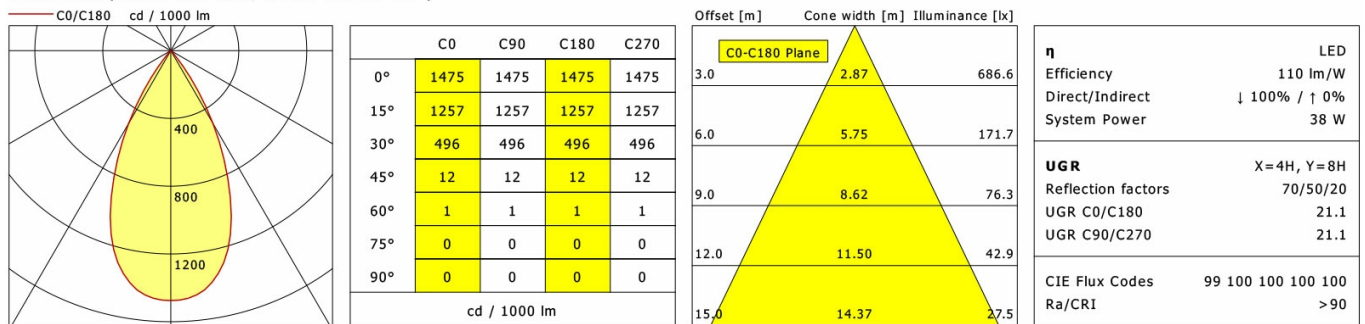 C0/C180 cd / 1000 lm
400
800
1200
C0 C90 C180 C270
0° 1475 1475 1475 1475
15° 1257 1257 1257 1257
30° 496 496 496 496
45° 12 12 12 12
60° 1 1 1 1
75° 0 0 0 0
90° 0 0 0 0
cd / 1000 lm
Offset [m] Cone width [m] Illuminance [lx]
C0-C180 Plane
3.0 2.87 686.6
6.0 5.75 171.7
9.0 8.62 76.3
12.0 11.50 42.9
15.0 14.37 27.5
η LED
Efficiency 110 lm/W
Direct/Indirect ↓ 100% / ↑ 0%
System Power 38 W
UGR X=4H, Y=8H
Reflection factors 70/50/20
UGR C0/C180 21.1
UGR C90/C270 21.1
CIE Flux Codes 99 100 100 100 100
Ra/CRI >90